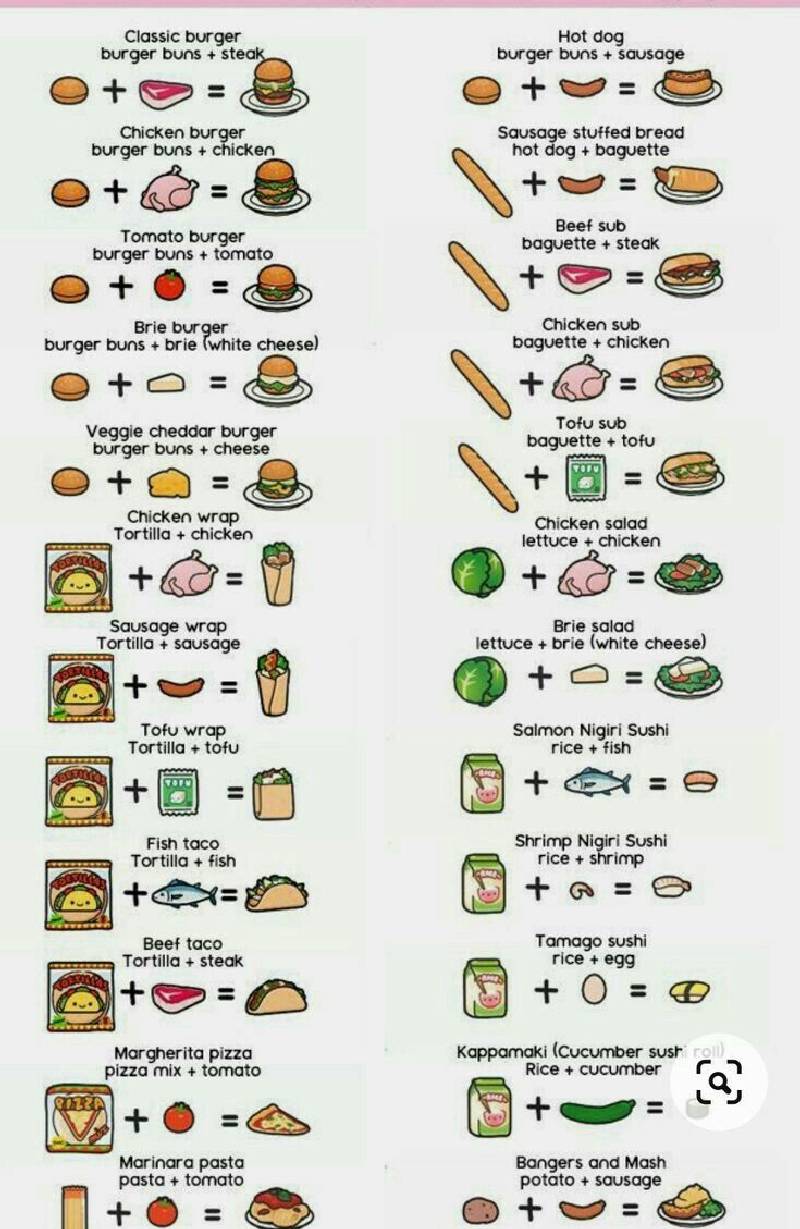 Classic burger
burger buns + steak
Chicken burger
burger buns + chicken
Tomato burger
burger buns + tomato
Brie burger
burger buns + brie (white cheese)
Veggie cheddar burger
burger buns + cheese
Chicken wrap
Tortilla + chicken
TORTILLAS
Sausage wrap
Tortilla + sausage
TORTILLAS
Tofu wrap
Tortilla + tofu
TORTILLAS
TOFU
Fish taco
Tortilla + fish
TORTILLAS
Beef taco
Tortilla + steak
TORTILLAS
Margherita pizza
pizza mix + tomato
PIZZA
Marinara pasta
pasta + tomato
Hot dog
burger buns + sausage
Sausage stuffed bread
hot dog + baguette
Beef sub
baguette + steak
Chicken sub
baguette + chicken
Tofu sub
baguette + tofu
TOFU
Chicken salad
lettuce + chicken
Brie salad
lettuce + brie (white cheese)
Salmon Nigiri Sushi
rice + fish
Shrimp Nigiri Sushi
rice + shrimp
Tamago sushi
rice + egg
Kappamaki (Cucumber sushi roll)
Rice + cucumber
Bangers and Mash
potato + sausage